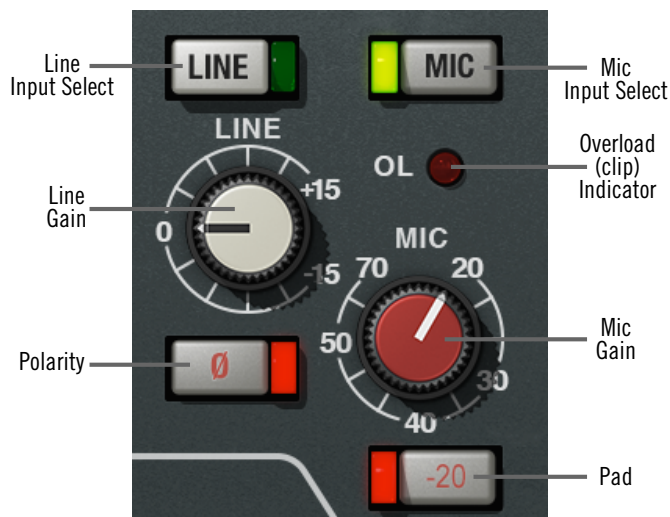 Line
Input Select
LINE
MIC
Mic
Input Select
LINE
OL
Overload
(clip)
Indicator
+15
Line
Gain
0
MIC
-15
70
20
50
Mic
Gain
Polarity
Ø
30
40
-20
Pad